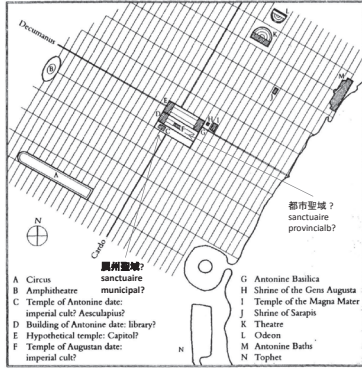 Decumanus
L
K
M
J
B
E
D
H
I
F
C
G
A
都市聖域 ?
sanctuaire
provincialb?
N
Cardo
属州聖域?
sanctuaire
municipal?
A Circus
B Amphitheatre
C Temple of Antonine date:
imperial cult? Aesculapius?
D Building of Antonine date: library?
E Hypothetical temple: Capitol?
F Temple of Augustan date:
imperial cult?
N
G Antonine Basilica
H Shrine of the Gens Augusta
I Temple of the Magna Mater
J Shrine of Sarapis
K Theatre
L Odeon
M Antonine Baths
N Tophet